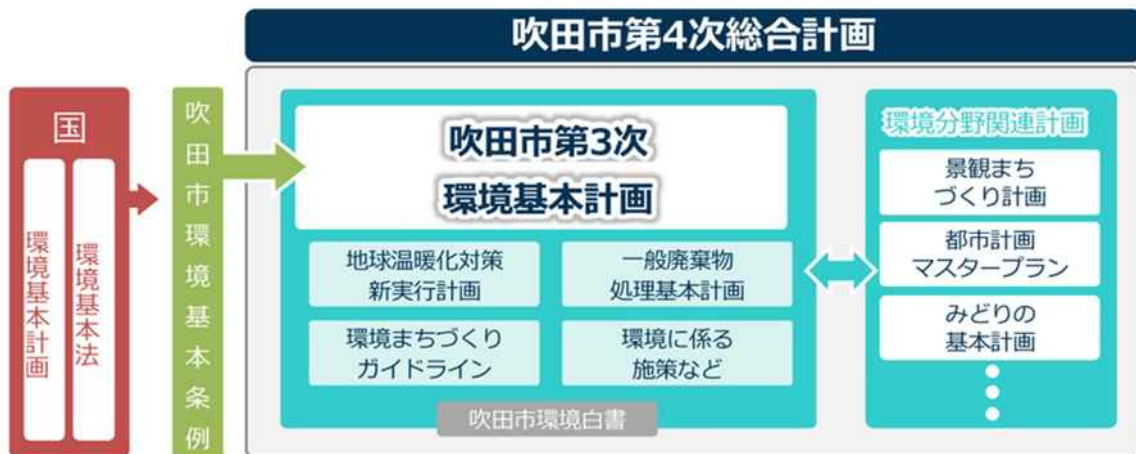 吹田市第4次総合計画
国
環境基本法
環境基本計画
吹田市環境基本条例
吹田市第3次
環境基本計画
地球温暖化対策
新実行計画
一般廃棄物
処理基本計画
環境まちづくり
ガイドライン
環境に係る
施策など
吹田市環境白書
環境分野関連計画
景観まち
づくり計画
都市計画
マスタープラン
みどりの
基本計画